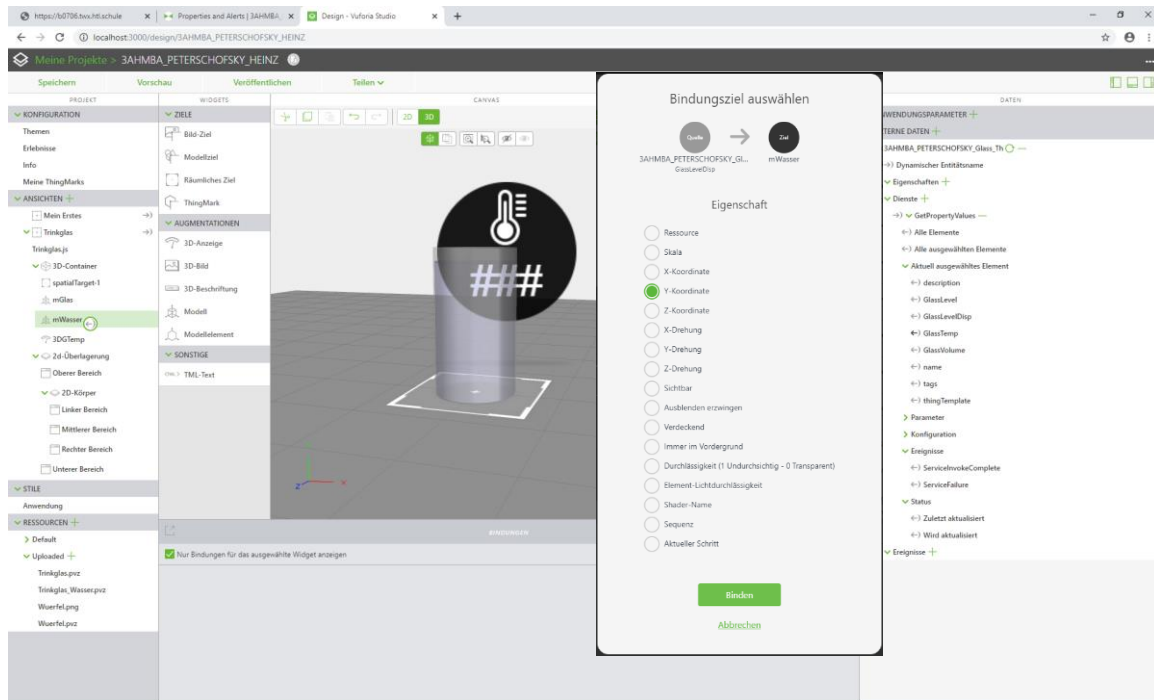 https://b0706.twx.htl.schule
Properties and Alerts | 3AHMBA_
Design - Vuforia Studio
localhost:3000/design/3AHMBA_PETERSCHOFSKY_HEINZ
Meine Projekte > 3AHMBA_PETERSCHOFSKY_HEINZ
Speichern
Vorschau
Veröffentlichen
Teilen
PROJEKT
KONFIGURATION
Themen
Erlebnisse
Info
Meine ThingMarks
ANSICHTEN
Mein Erstes
Trinkglas
Trinkglas.js
3D-Container
spatialTarget-1
mGlas
mWasser
3DGTemp
2d-Überlagerung
Oberer Bereich
2D-Körper
Linker Bereich
Mittlerer Bereich
Rechter Bereich
Unterer Bereich
STILE
Anwendung
RESSOURCEN
Default
Uploaded
Trinkglas.pvz
Trinkglas_Wasser.pvz
Wuerfel.png
Wuerfel.pvz
WIDGETS
ZIELE
Bild-Ziel
Modellziel
Räumliches Ziel
ThingMark
AUGMENTATIONEN
3D-Anzeige
3D-Bild
3D-Beschriftung
Modell
Modellelement
SONSTIGE
TML-Text
CANVAS
2D
3D
###
Z
X
BINDUNGEN
Nur Bindungen für das ausgewählte Widget anzeigen
Bindungsziel auswählen
Quelle
Ziel
3AHMBA_PETERSCHOFSKY_Gl...
mWasser
GlassLevelDisp
Eigenschaft
Ressource
Skala
X-Koordinate
Y-Koordinate
Z-Koordinate
X-Drehung
Y-Drehung
Z-Drehung
Sichtbar
Ausblenden erzwingen
Verdeckend
Immer im Vordergrund
Durchlässigkeit (1 Undurchsichtig - 0 Transparent)
Element-Lichtdurchlässigkeit
Shader-Name
Sequenz
Aktueller Schritt
Binden
Abbrechen
DATEN
NWENDUNGSPARAMETER
TERNE DATEN
3AHMBA_PETERSCHOFSKY_Glass_Th
Dynamischer Entitätsname
Eigenschaften
Dienste
GetPropertyValues
Alle Elemente
Alle ausgewählten Elemente
Aktuell ausgewähltes Element
description
GlassLevel
GlassLevelDisp
GlassTemp
GlassVolume
name
tags
thingTemplate
Parameter
Konfiguration
Ereignisse
ServiceInvokeComplete
ServiceFailure
Status
Zuletzt aktualisiert
Wird aktualisiert
Ereignisse